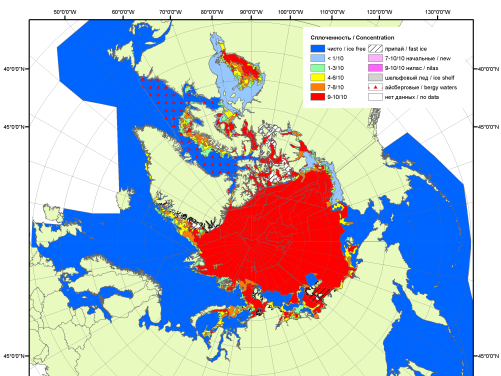 50°0'0"W 60°0'0"W 70°0'0"W 80°0'0"W 90°0'0"W 100°0'0"W 110°0'0"W 120°0'0"W
Сплоченность / Concentration
чисто / ice free
< 1/10
1-3/10
4-6/10
7-8/10
9-10/10
припай / fast ice
7-10/10 начальные / new
9-10/10 нилас / nilas
шельфовый лед / ice shelf
айсберговые / bergy waters
нет данных / no data
40°0'0"W
40°0'0"N
45°0'0"W
45°0'0"N
45°0'0"N
45°0'0"N